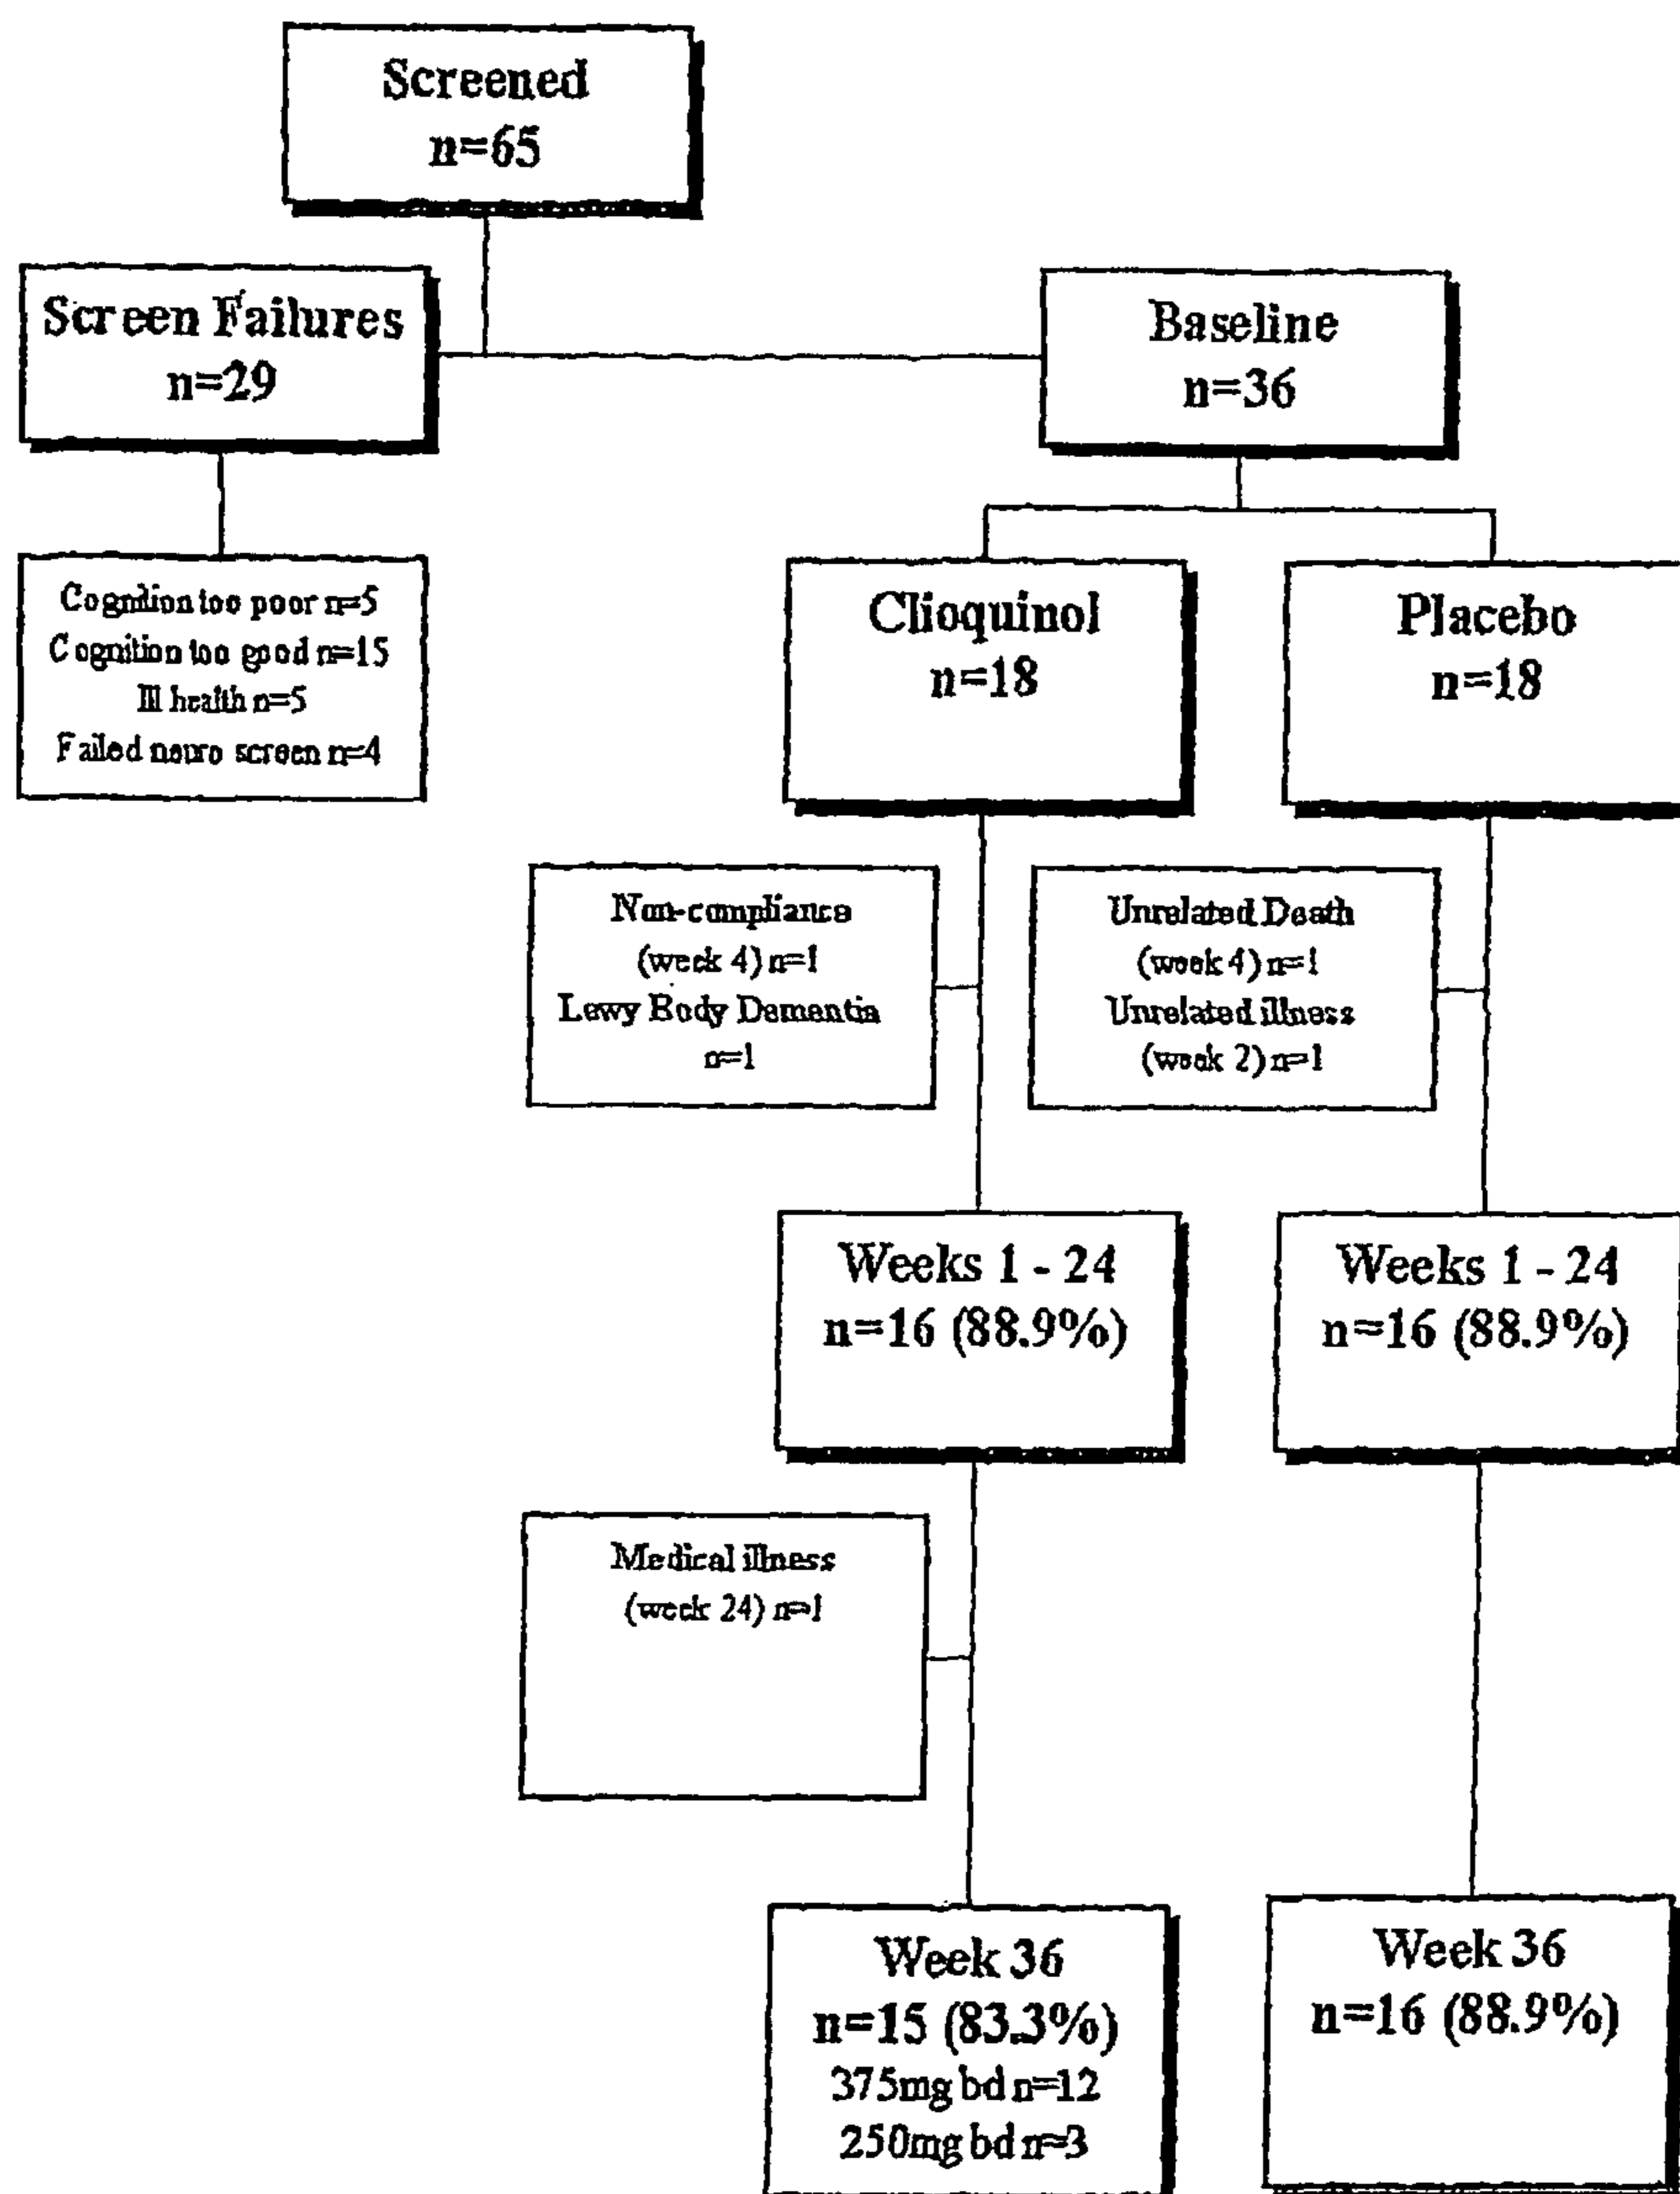 Screened
n=65
Screen Failures
n=29
Baseline
n=36
Cognition too poor n=5
Cognition too good n=15
Ill health n=5
Failed neuro screen n=4
Clioquinol
n=18
Placebo
n=18
Non-compliance
(week 4) n=1
Lewy Body Dementia
n=1
Unrelated Death
(week 4) n=1
Unrelated illness
(week 2) n=1
Weeks 1 - 24
n=16 (88.9%)
Weeks 1 - 24
n=16 (88.9%)
Medical illness
(week 24) n=1
Week 36
n=15 (83.3%)
375mg bd n=12
250mg bd n=3
Week 36
n=16 (88.9%)